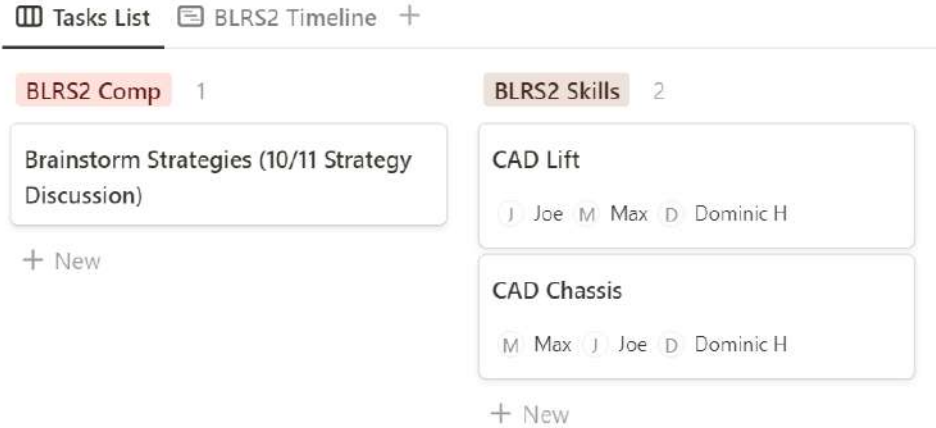 Tasks List BLRS2 Timeline +
BLRS2 Comp 1
Brainstorm Strategies (10/11 Strategy
Discussion)
+ New
BLRS2 Skills 2
CAD Lift
J Joe M Max D Dominic H
CAD Chassis
M Max J Joe D Dominic H
+ New